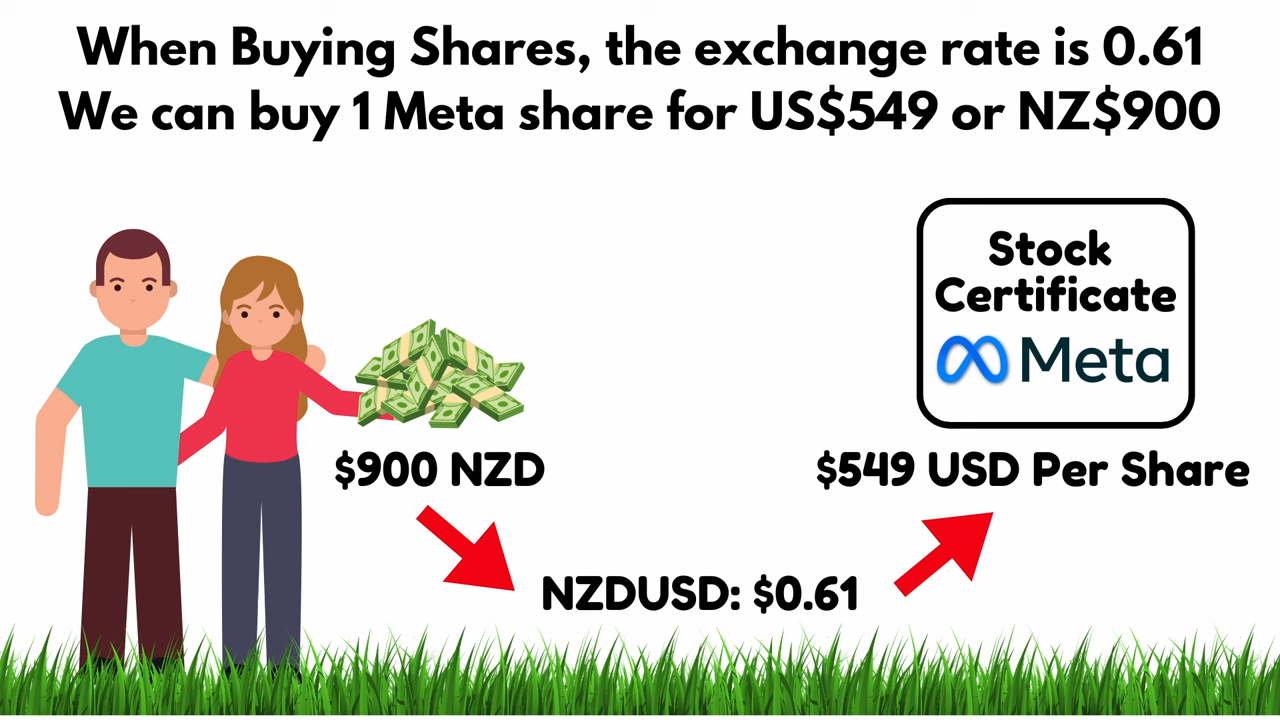 When Buying Shares, the exchange rate is 0.61
We can buy 1 Meta share for US$549 or NZ$900
Stock
Certificate
Meta
$900 NZD
$549 USD Per Share
NZDUSD: $0.61